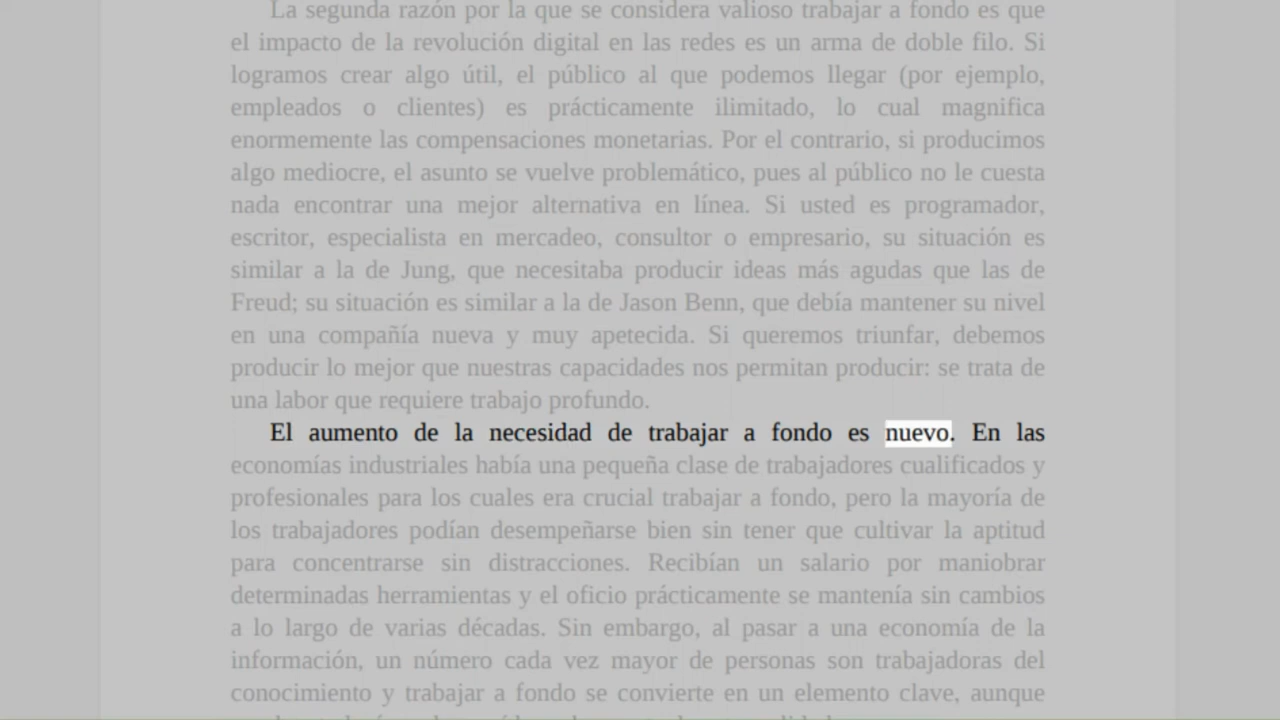 La segunda razón por la que se considera valioso trabajar a fondo es que
el impacto de la revolución digital en las redes es un arma de doble filo. Si
logramos crear algo útil, el público al que podemos llegar (por ejemplo,
empleados o clientes) es prácticamente ilimitado, lo cual magnifica
enormemente las compensaciones monetarias. Por el contrario, si producimos
algo mediocre, el asunto se vuelve problemático, pues al público no le cuesta
nada encontrar una mejor alternativa en línea. Si usted es programador,
escritor, especialista en mercadeo, consultor o empresario, su situación es
similar a la de Jung, que necesitaba producir ideas más agudas que las de
Freud; su situación es similar a la de Jason Benn, que debía mantener su nivel
en una compañía nueva y muy apetecida. Si queremos triunfar, debemos
producir lo mejor que nuestras capacidades nos permitan producir: se trata de
una labor que requiere trabajo profundo.
El aumento de la necesidad de trabajar a fondo es nuevo. En las
economías industriales había una pequeña clase de trabajadores cualificados y
profesionales para los cuales era crucial trabajar a fondo, pero la mayoría de
los trabajadores podían desempeñarse bien sin tener que cultivar la aptitud
para concentrarse sin distracciones. Recibían un salario por maniobrar
determinadas herramientas y el oficio prácticamente se mantenía sin cambios
a lo largo de varias décadas. Sin embargo, al pasar a una economía de la
información, un número cada vez mayor de personas son trabajadoras del
conocimiento y trabajar a fondo se convierte en un elemento clave, aunque